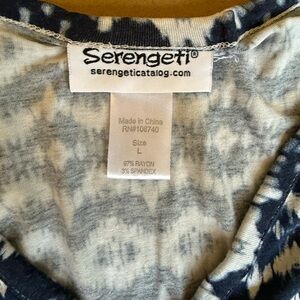 Serengeti®
serengeticatalog.com
Made in China
RN#108740
Size
L
97% RAYON
3% SPANDEX